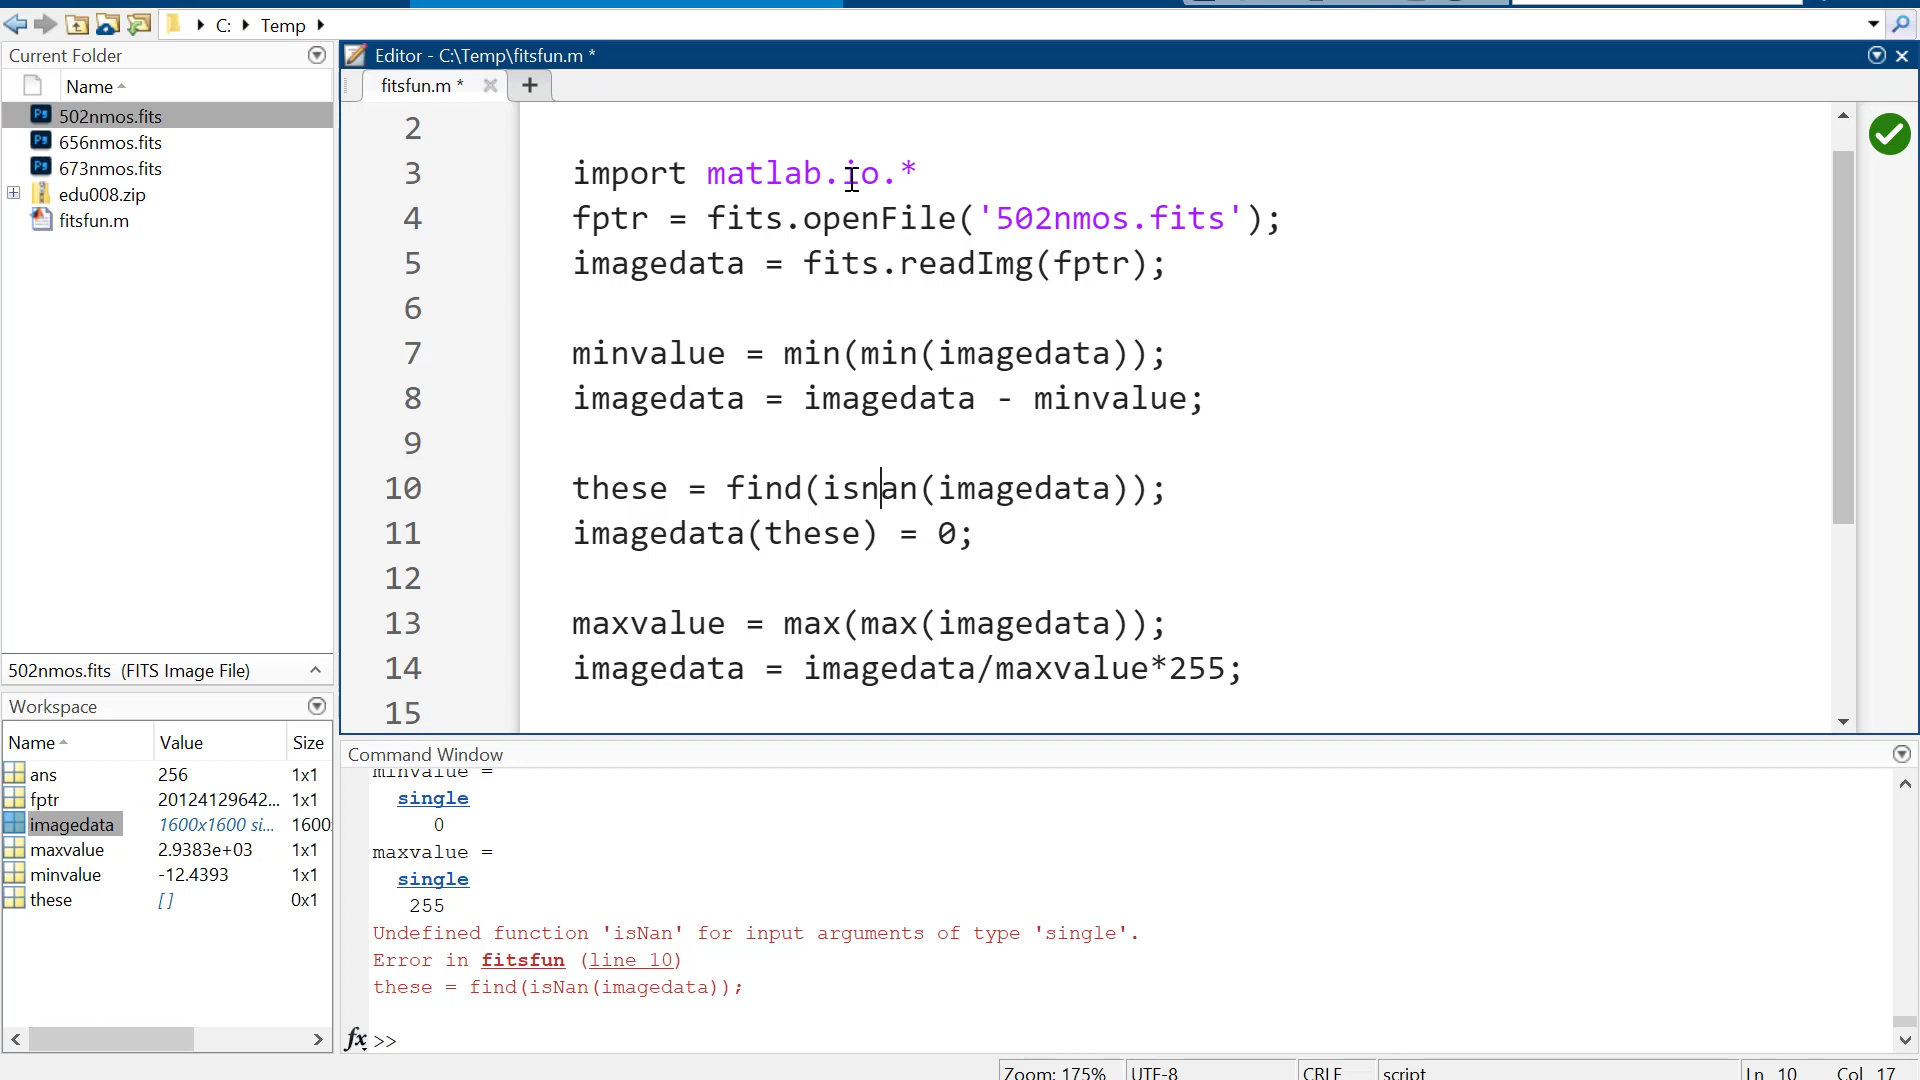 C: Temp
Current Folder
Name
502nmos.fits
656nmos.fits
673nmos.fits
edu008.zip
fitsfun.m
502nmos.fits (FITS Image File)
Workspace
Name Value Size
ans 256 1x1
fptr 20124129642... 1x1
imagedata 1600x1600 si... 1600
maxvalue 2.9383e+03 1x1
minvalue -12.4393 1x1
these [] 0x1
Editor - C:\Temp\fitsfun.m *
fitsfun.m * +
2
3 import matlab.io.*
4 fptr = fits.openFile('502nmos.fits');
5 imagedata = fits.readImg(fptr);
6
7 minvalue = min(min(imagedata));
8 imagedata = imagedata - minvalue;
9
10 these = find(isnan(imagedata));
11 imagedata(these) = 0;
12
13 maxvalue = max(max(imagedata));
14 imagedata = imagedata/maxvalue*255;
15
Command Window
minvalue =
single
0
maxvalue =
single
255
Undefined function 'isNan' for input arguments of type 'single'.
Error in fitsfun (line 10)
these = find(isNan(imagedata));
fx >>
Zoom: 175% UTF-8 CRLF script Ln 10 Col 17